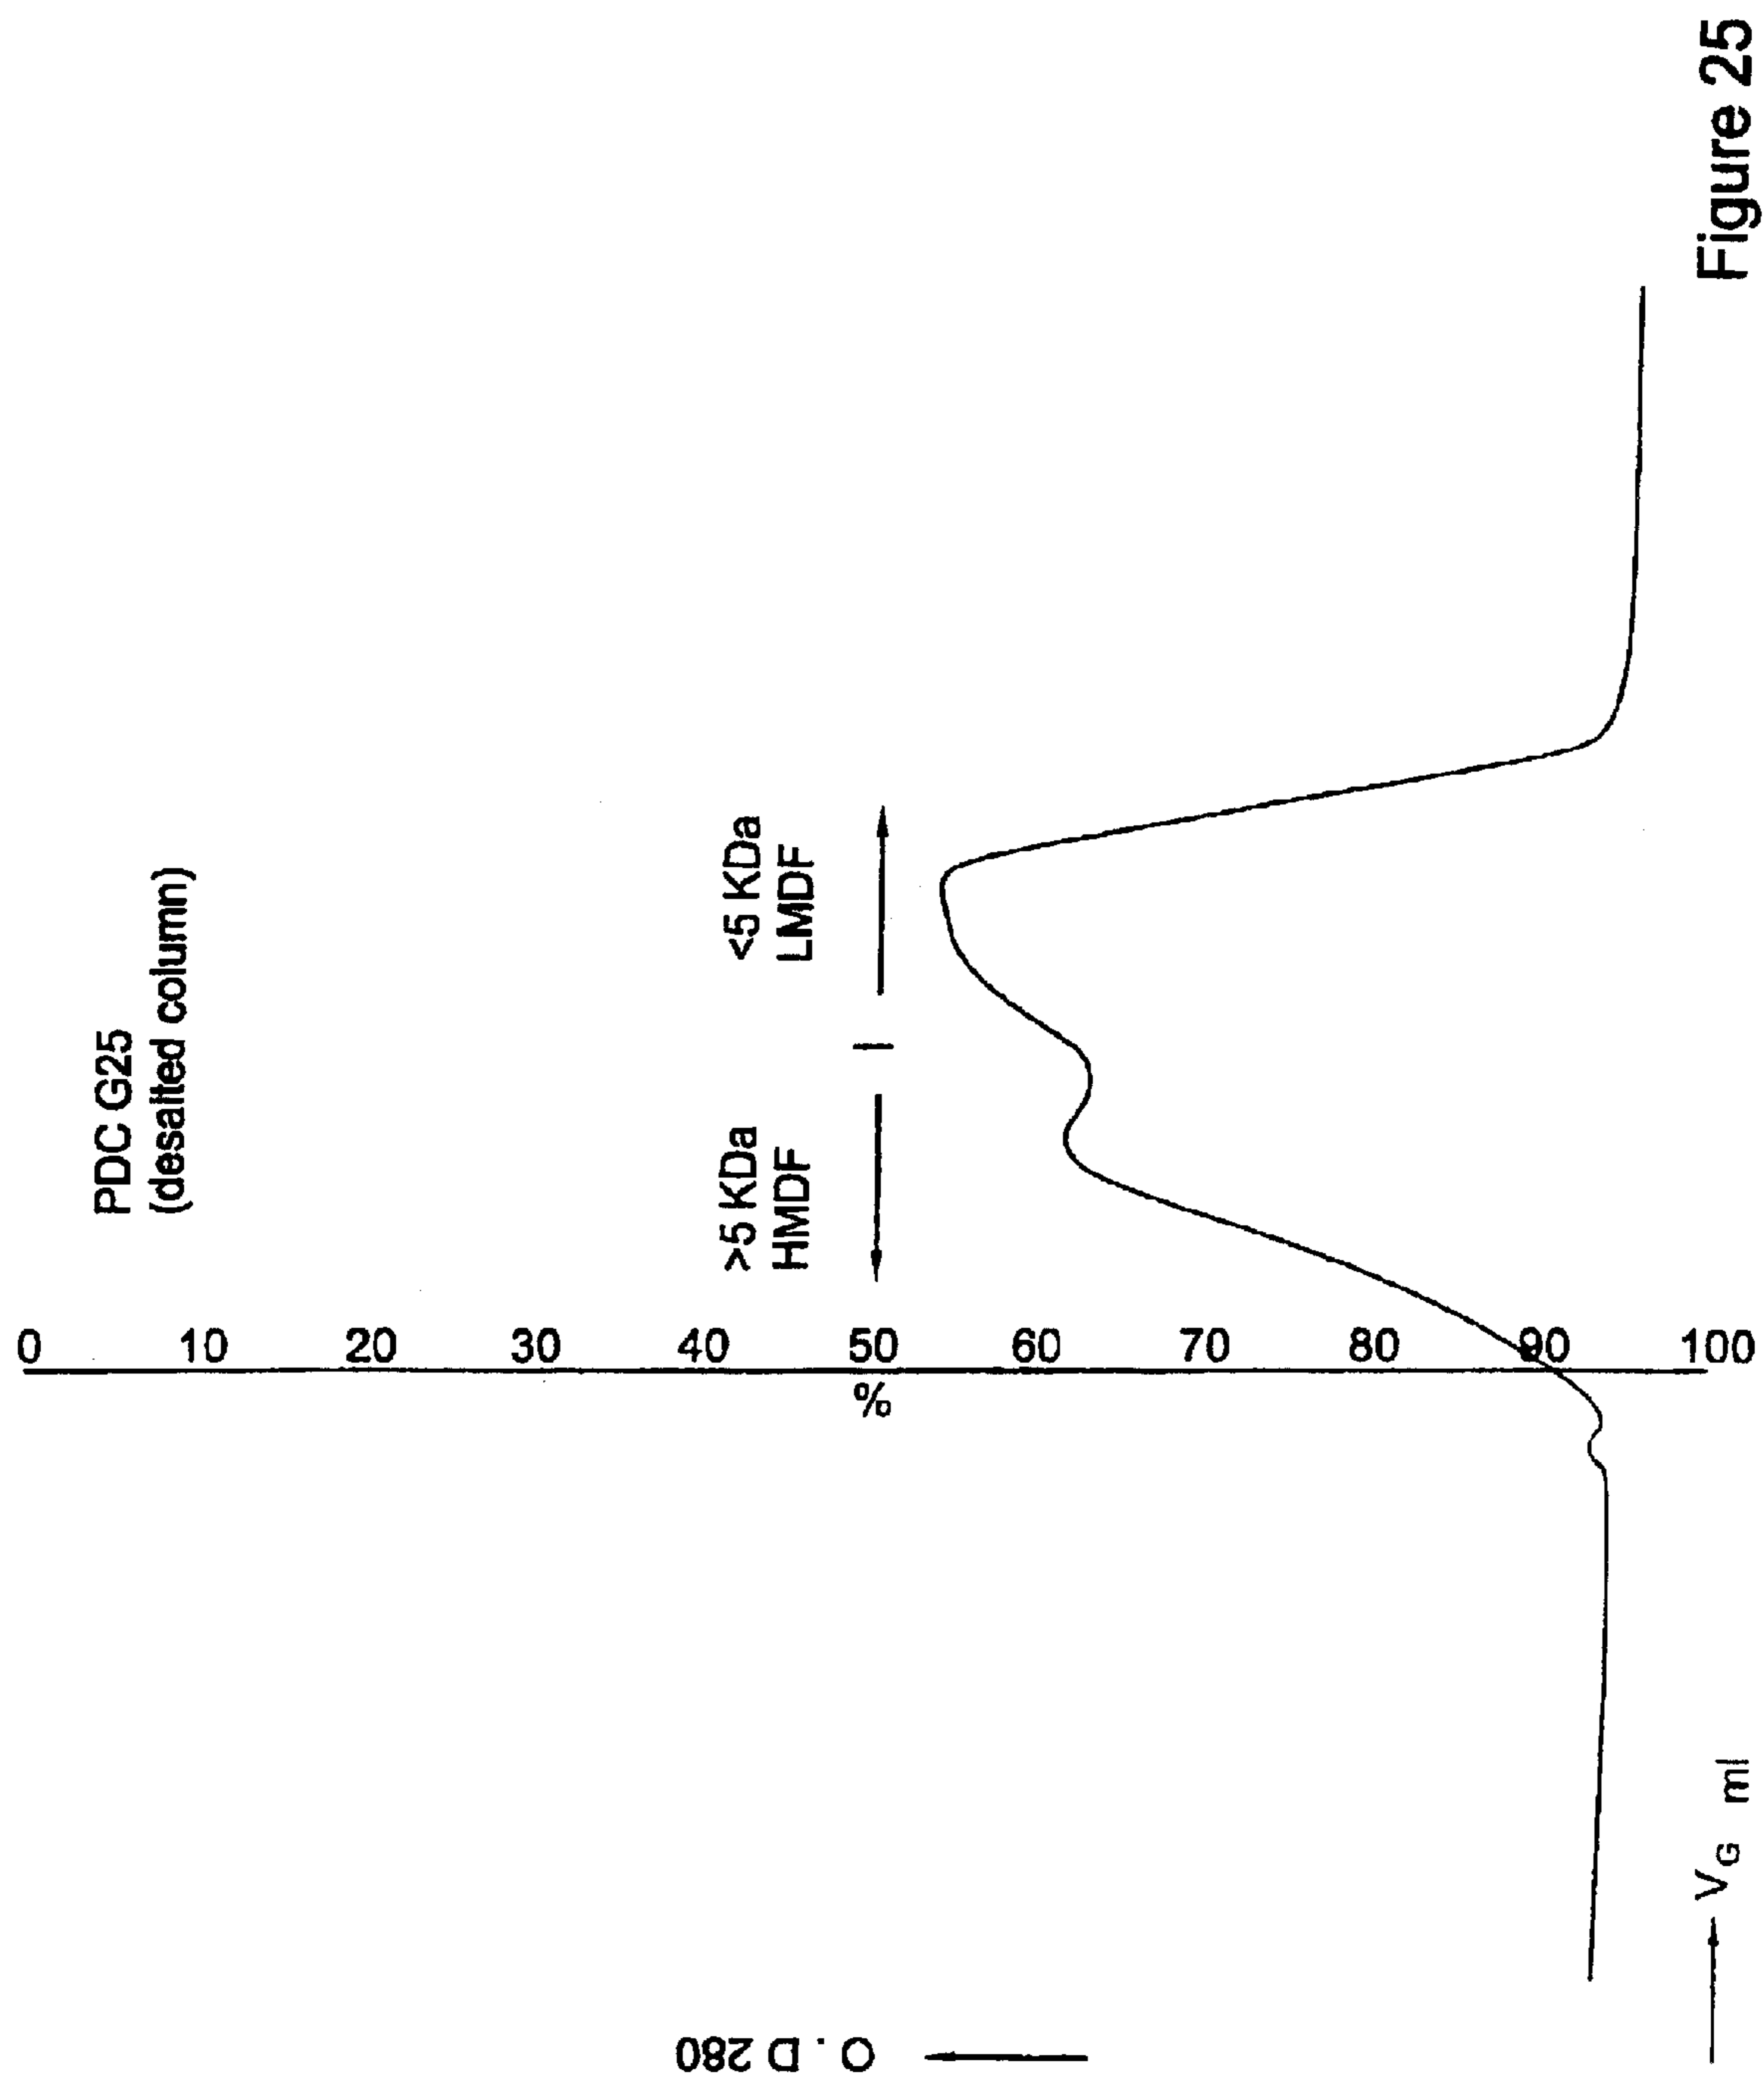 PDC G25
(desalted column)
>5 KDa
HMDF
<5 KDa
LMDF
0
10
20
30
40
50
60
70
80
90
100
%
O . D 280
V G ml
Figure 25